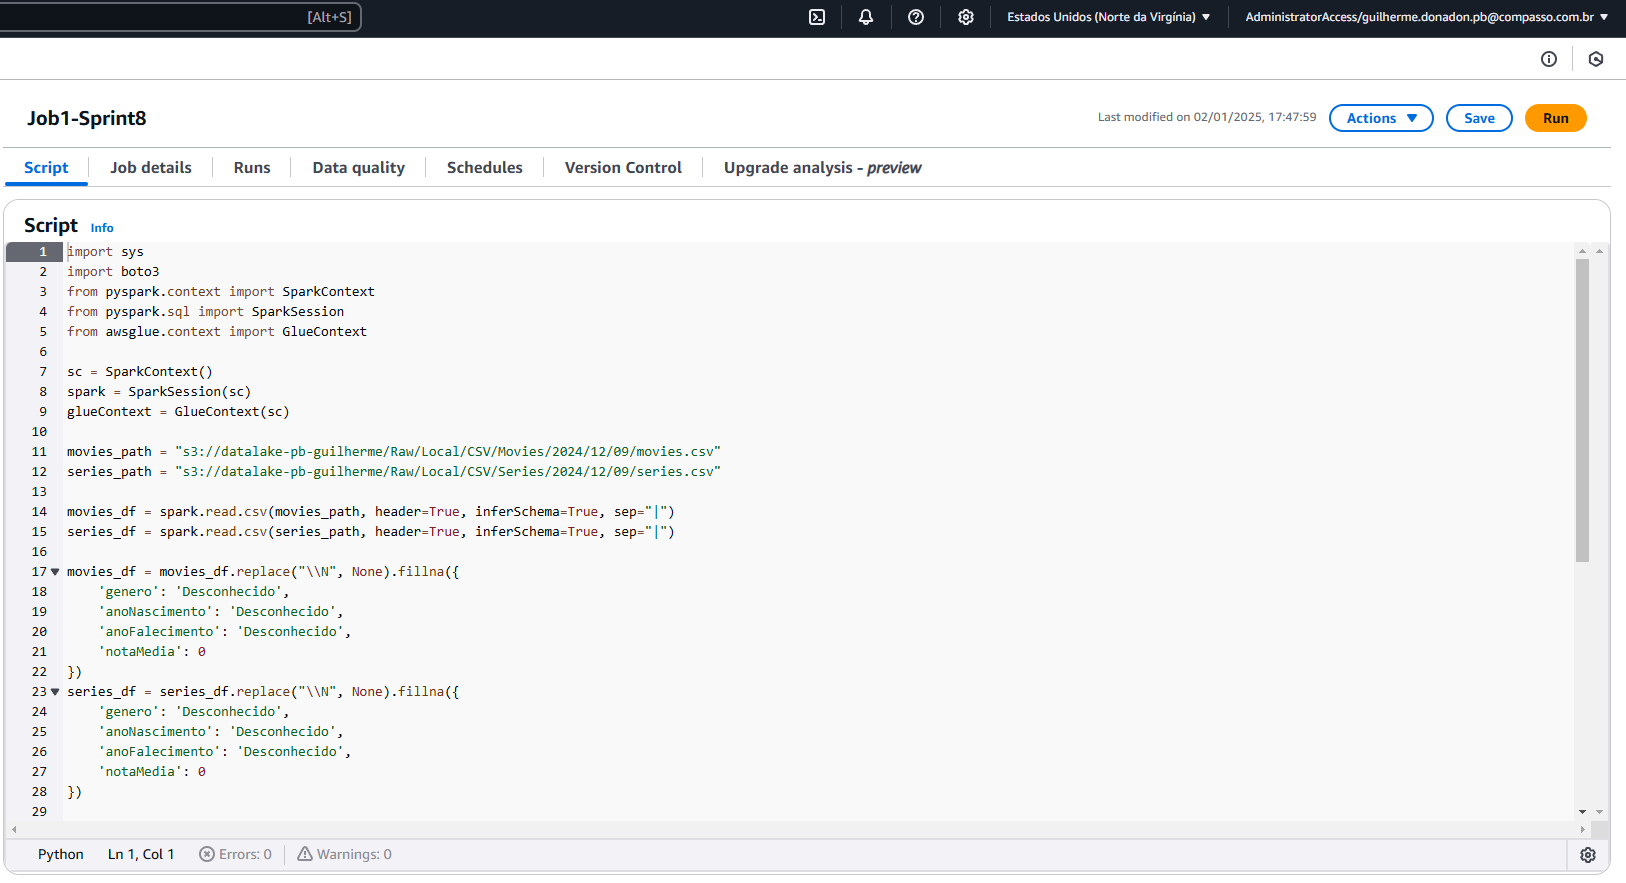 [Alt+S]
Estados Unidos (Norte da Virgínia) ▼
AdministratorAccess/guilherme.donadon.pb@compasso.com.br ▼
Job1-Sprint8
Last modified on 02/01/2025, 17:47:59
Actions ▼
Save
Run
Script
Job details
Runs
Data quality
Schedules
Version Control
Upgrade analysis - preview
Script Info
1 import sys
2 import boto3
3 from pyspark.context import SparkContext
4 from pyspark.sql import SparkSession
5 from awsglue.context import GlueContext
6
7 sc = SparkContext()
8 spark = SparkSession(sc)
9 glueContext = GlueContext(sc)
10
11 movies_path = "s3://datalake-pb-guilherme/Raw/Local/CSV/Movies/2024/12/09/movies.csv"
12 series_path = "s3://datalake-pb-guilherme/Raw/Local/CSV/Series/2024/12/09/series.csv"
13
14 movies_df = spark.read.csv(movies_path, header=True, inferSchema=True, sep="|")
15 series_df = spark.read.csv(series_path, header=True, inferSchema=True, sep="|")
16
17 movies_df = movies_df.replace("\\N", None).fillna({
18     'genero': 'Desconhecido',
19     'anoNascimento': 'Desconhecido',
20     'anoFalecimento': 'Desconhecido',
21     'notaMedia': 0
22 })
23 series_df = series_df.replace("\\N", None).fillna({
24     'genero': 'Desconhecido',
25     'anoNascimento': 'Desconhecido',
26     'anoFalecimento': 'Desconhecido',
27     'notaMedia': 0
28 })
29
Python Ln 1, Col 1 Errors: 0 Warnings: 0